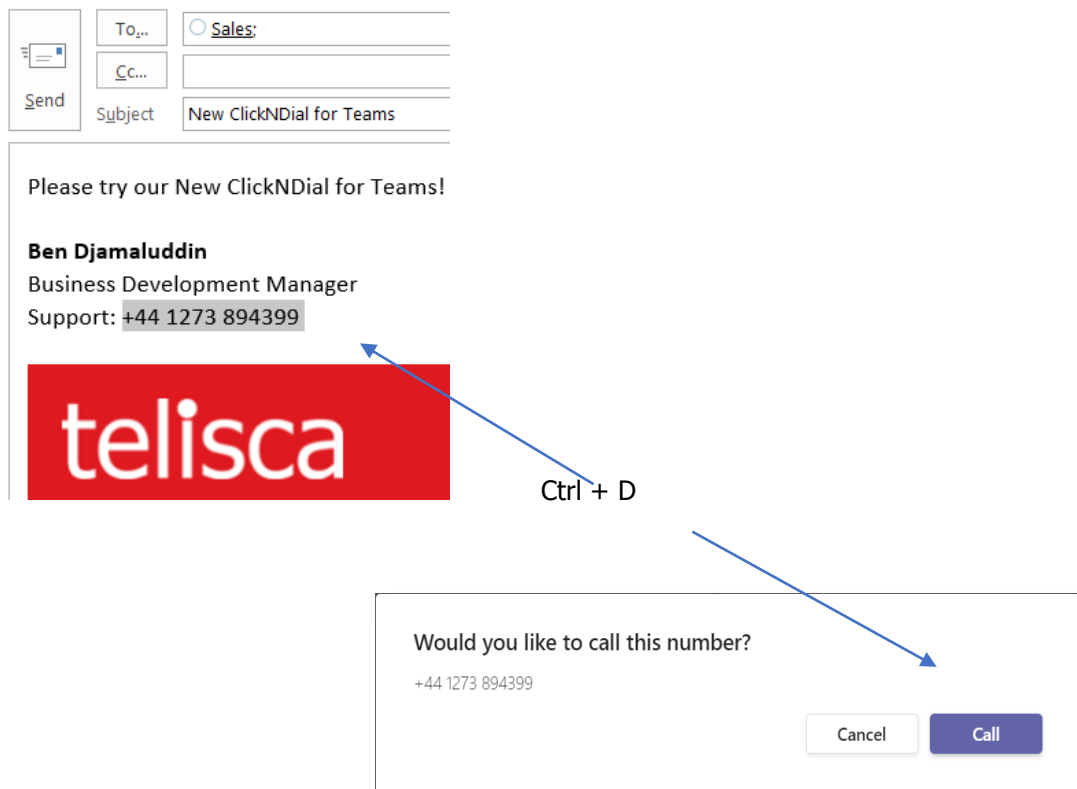 To...
Sales;
Cc...
Send
Subject
New ClickNDial for Teams
Please try our New ClickNDial for Teams!
Ben Djamaluddin
Business Development Manager
Support: +44 1273 894399
telisca
Ctrl + D
Would you like to call this number?
+44 1273 894399
Cancel
Call